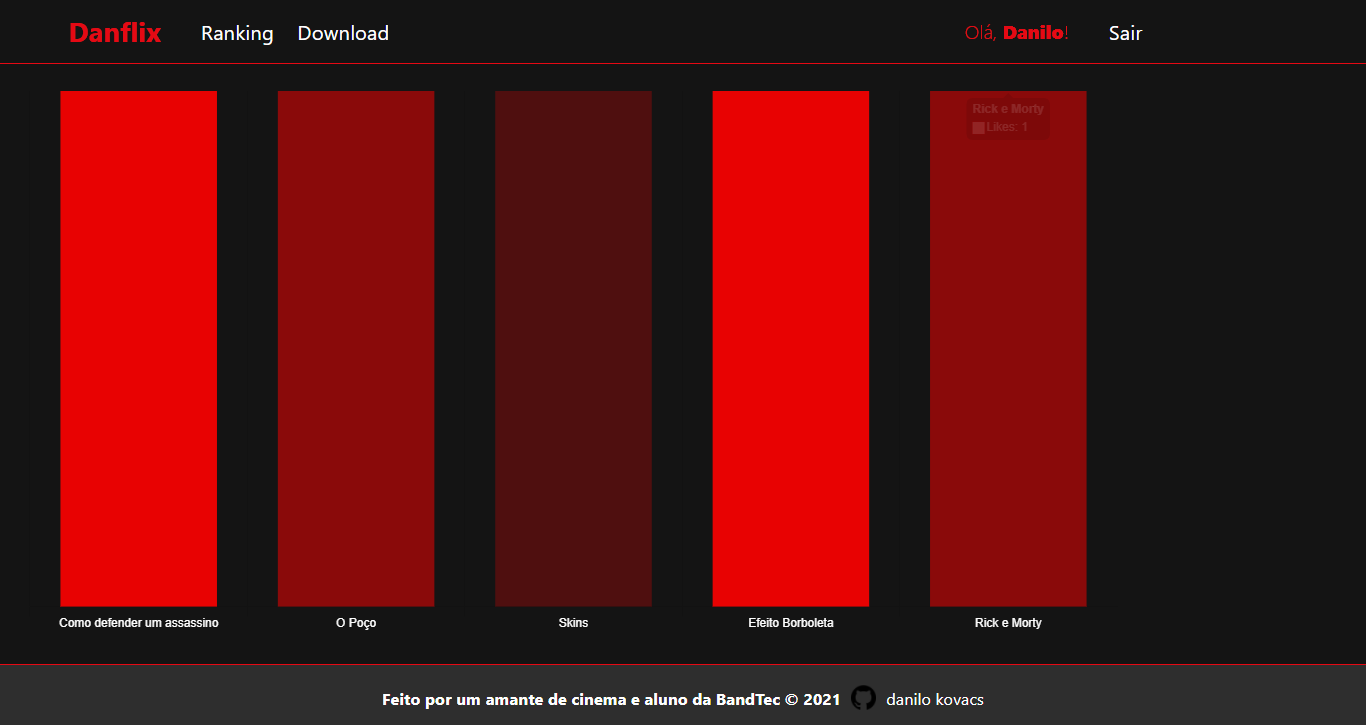 Danflix Ranking Download Olá, Danilo! Sair
Rick e Morty
Likes: 1
Como defender um assassino O Poço Skins Efeito Borboleta Rick e Morty
Feito por um amante de cinema e aluno da BandTec © 2021 danilo kovacs